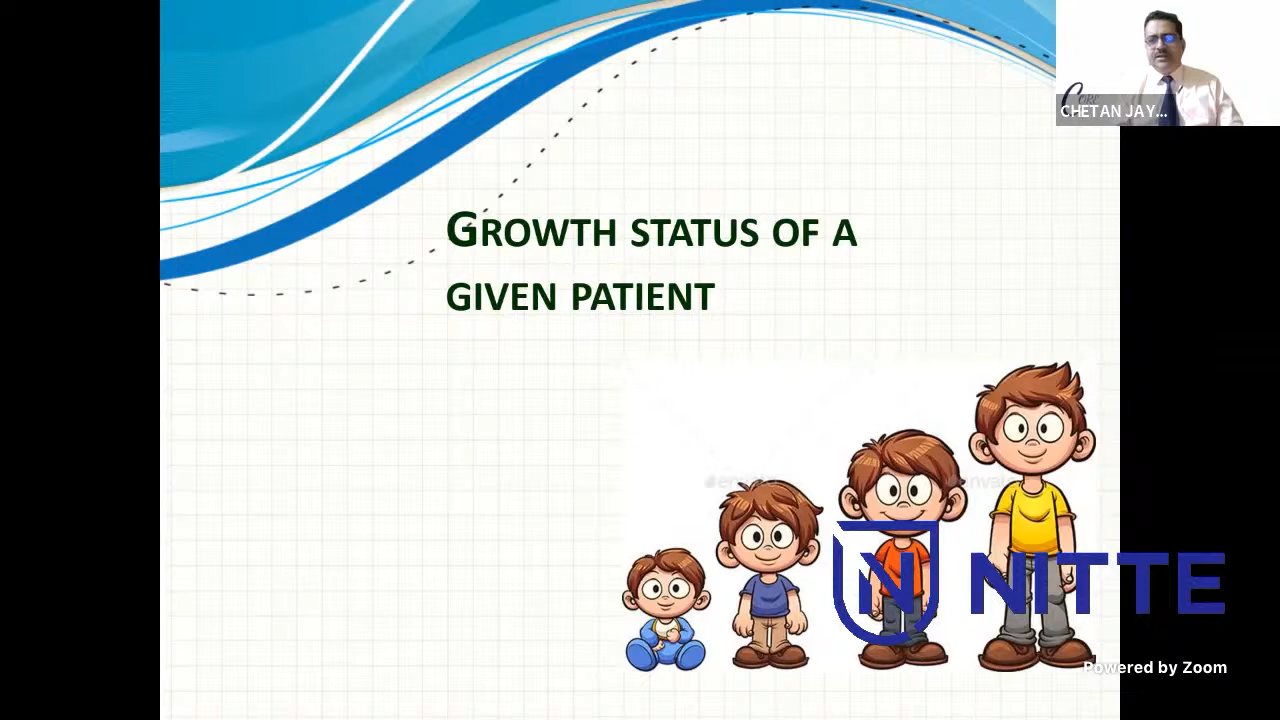 CHETAN JAY...
GROWTH STATUS OF A
GIVEN PATIENT
NITTE
Powered by Zoom